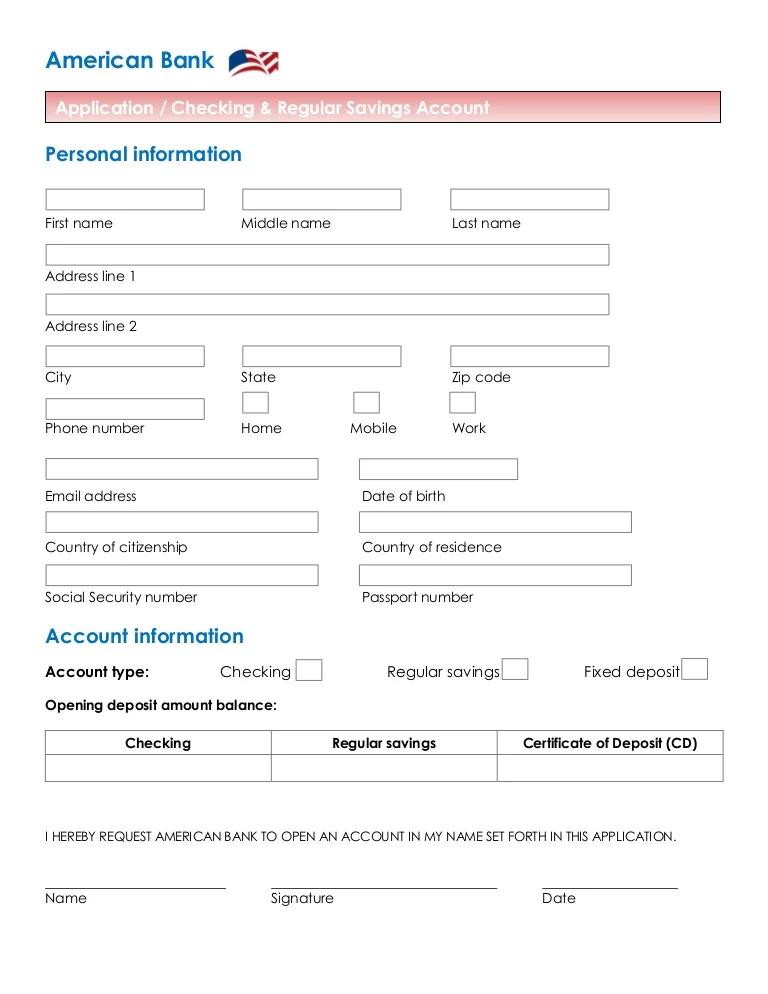 American Bank
Application / Checking & Regular Savings Account
Personal information
First name Middle name Last name
Address line 1
Address line 2
City State Zip code
Phone number Home Mobile Work
Email address Date of birth
Country of citizenship Country of residence
Social Security number Passport number
Account information
Account type: Checking Regular savings Fixed deposit
Opening deposit amount balance:
Checking Regular savings Certificate of Deposit (CD)
I HEREBY REQUEST AMERICAN BANK TO OPEN AN ACCOUNT IN MY NAME SET FORTH IN THIS APPLICATION.
Name Signature Date